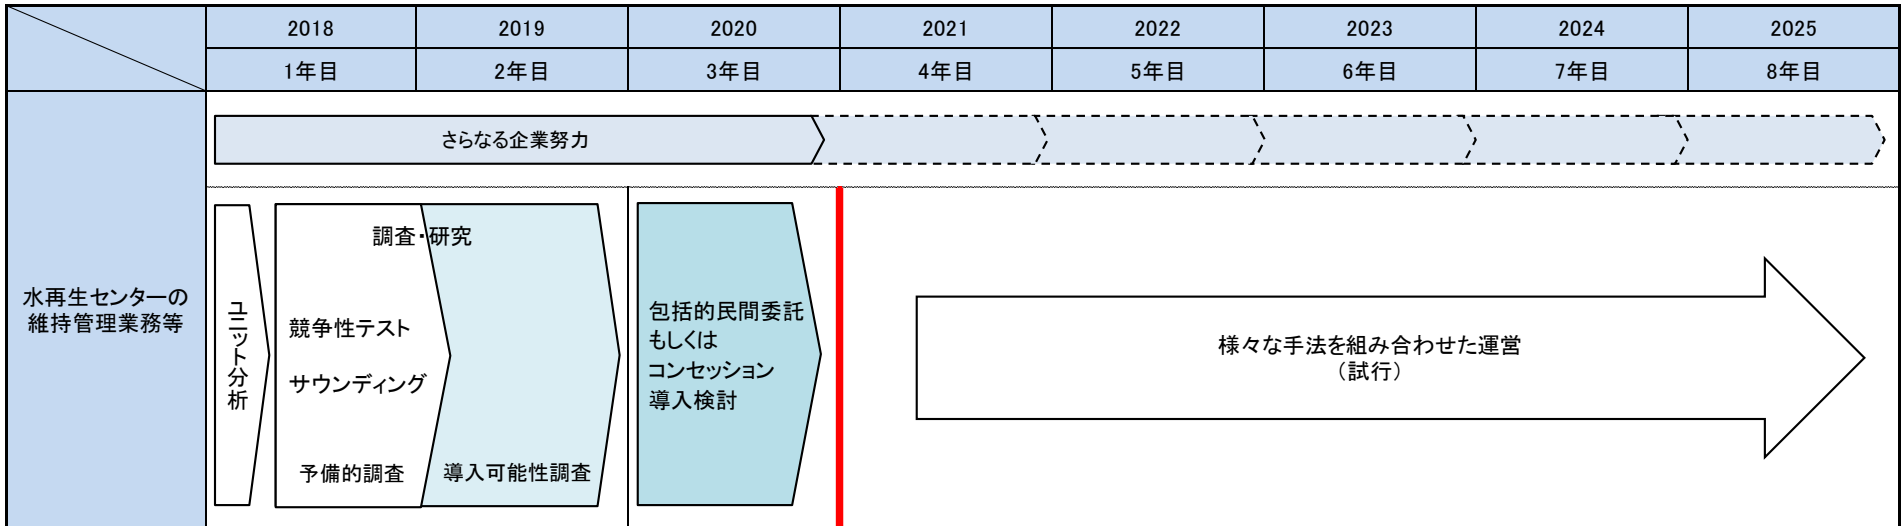 2018
2019
2020
2021
2022
2023
2024
2025
1年目
2年目
3年目
4年目
5年目
6年目
7年目
8年目
水再生センターの
維持管理業務等
さらなる企業努力
ユニット分析
調査・研究
競争性テスト
サウンディング
予備的調査
導入可能性調査
包括的民間委託
もしくは
コンセッション
導入検討
様々な手法を組み合わせた運営
（試行）